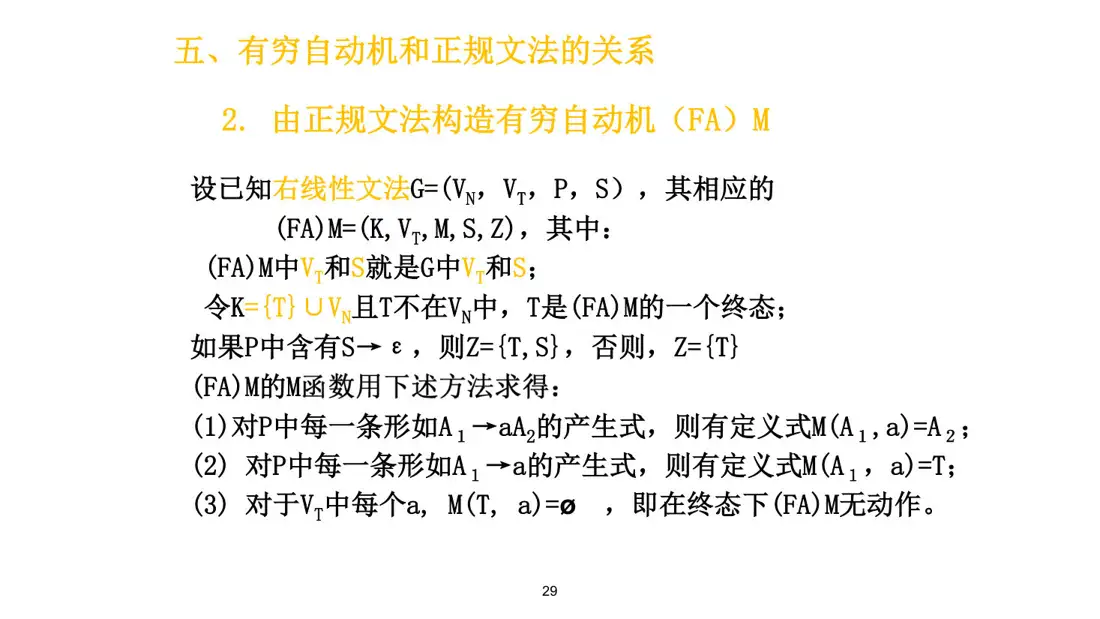 五、有穷自动机和正规文法的关系
2. 由正规文法构造有穷自动机（FA）M
设已知右线性文法G=(VN，VT，P，S），其相应的
(FA)M=(K,VT,M,S,Z)，其中：
(FA)M中VT和S就是G中VT和S；
令K={T}∪VN且T不在VN中，T是(FA)M的一个终态；
如果P中含有S→ε，则Z={T,S}，否则，Z={T}
(FA)M的M函数用下述方法求得：
(1)对P中每一条形如A1→aA2的产生式，则有定义式M(A1,a)=A2；
(2) 对P中每一条形如A1→a的产生式，则有定义式M(A1，a)=T；
(3) 对于VT中每个a, M(T, a)=ø ，即在终态下(FA)M无动作。
29